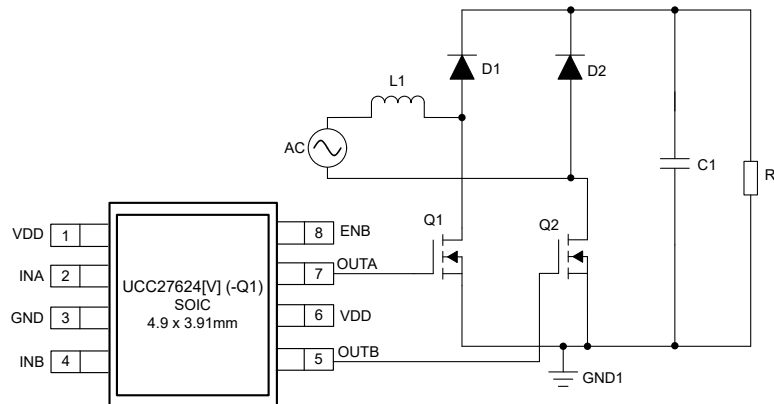 D1
D2
L1
AC
C1
R
Q1
Q2
VDD
1
INA
2
GND
3
INB
4
UCC27624[V] (-Q1)
SOIC
4.9 x 3.91mm
8
ENB
7
OUTA
6
VDD
5
OUTB
GND1